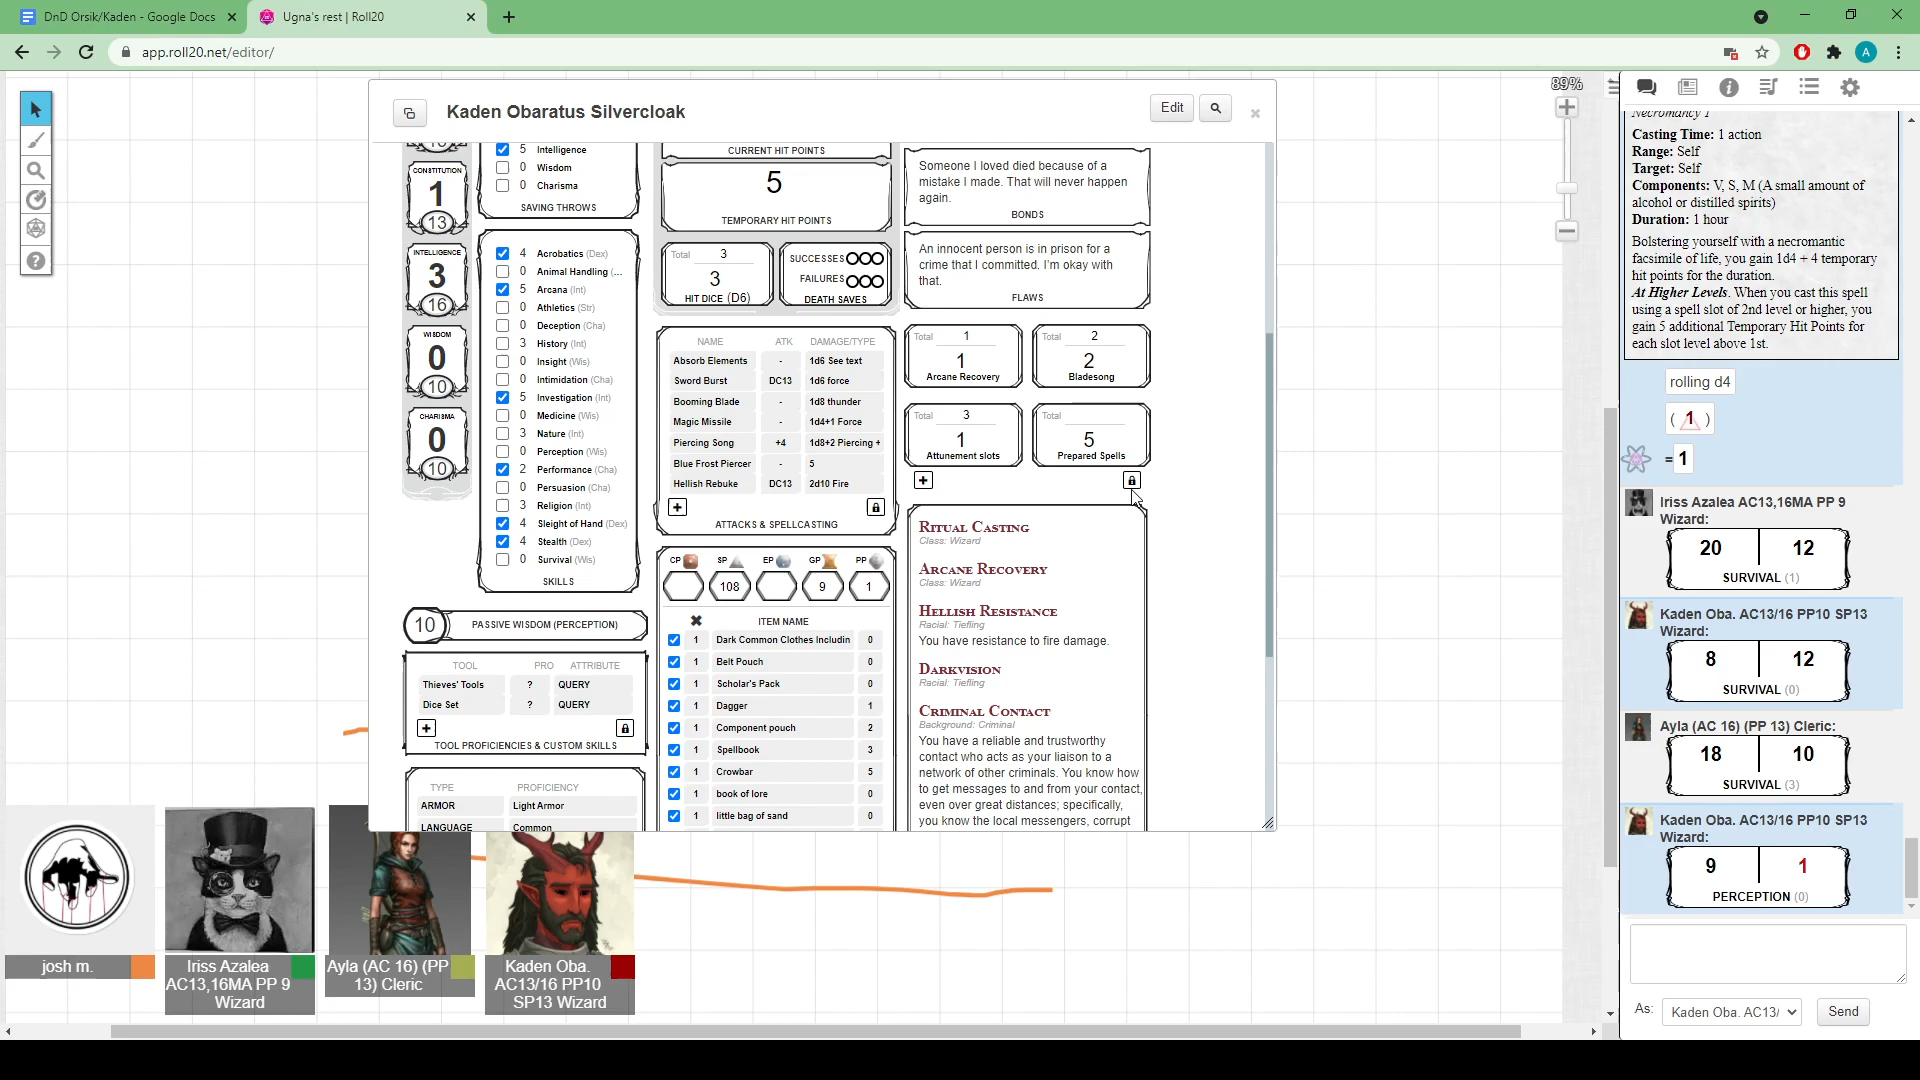 DnD Orsik/Kaden - Google Docs
Ugna's rest | Roll20
app.roll20.net/editor/
A
89%
Kaden Obaratus Silvercloak
Edit
CONSTITUTION
1
13
INTELLIGENCE
3
16
WISDOM
0
10
CHARISMA
0
10
5 Intelligence
0 Wisdom
0 Charisma
SAVING THROWS
4 Acrobatics (Dex)
0 Animal Handling (...
5 Arcana (Int)
0 Athletics (Str)
0 Deception (Cha)
3 History (Int)
0 Insight (Wis)
0 Intimidation (Cha)
5 Investigation (Int)
0 Medicine (Wis)
3 Nature (Int)
0 Perception (Wis)
2 Performance (Cha)
0 Persuasion (Cha)
3 Religion (Int)
4 Sleight of Hand (Dex)
4 Stealth (Dex)
0 Survival (Wis)
SKILLS
10 PASSIVE WISDOM (PERCEPTION)
TOOL PRO ATTRIBUTE
Thieves' Tools ? QUERY
Dice Set ? QUERY
TOOL PROFICIENCIES & CUSTOM SKILLS
TYPE PROFICIENCY
ARMOR Light Armor
LANGUAGE Common
CURRENT HIT POINTS
5
TEMPORARY HIT POINTS
Total 3
3
HIT DICE (D6)
SUCCESSES
FAILURES
DEATH SAVES
NAME ATK DAMAGE/TYPE
Absorb Elements - 1d6 See text
Sword Burst DC13 1d6 force
Booming Blade - 1d8 thunder
Magic Missile - 1d4+1 Force
Piercing Song +4 1d8+2 Piercing +
Blue Frost Piercer - 5
Hellish Rebuke DC13 2d10 Fire
ATTACKS & SPELLCASTING
CP SP EP GP PP
108 9 1
ITEM NAME
1 Dark Common Clothes Includin 0
1 Belt Pouch 0
1 Scholar's Pack 0
1 Dagger 1
1 Component pouch 2
1 Spellbook 3
1 Crowbar 5
1 book of lore 0
1 little bag of sand 0
Someone I loved died because of a
mistake I made. That will never happen
again.
BONDS
An innocent person is in prison for a
crime that I committed. I'm okay with
that.
FLAWS
Total 1
1
Arcane Recovery
Total 2
2
Bladesong
Total 3
1
Attunement slots
Total
5
Prepared Spells
RITUAL CASTING
Class: Wizard
ARCANE RECOVERY
Class: Wizard
HELLISH RESISTANCE
Racial: Tiefling
You have resistance to fire damage.
DARKVISION
Racial: Tiefling
CRIMINAL CONTACT
Background: Criminal
You have a reliable and trustworthy
contact who acts as your liaison to a
network of other criminals. You know how
to get messages to and from your contact,
even over great distances; specifically,
you know the local messengers, corrupt
josh m.
Iriss Azalea
AC13,16MA PP 9
Wizard
Ayla (AC 16) (PP
13) Cleric
Kaden Oba.
AC13/16 PP10
SP13 Wizard
Necromancy 1
Casting Time: 1 action
Range: Self
Target: Self
Components: V, S, M (A small amount of
alcohol or distilled spirits)
Duration: 1 hour
Bolstering yourself with a necromantic
facsimile of life, you gain 1d4 + 4 temporary
hit points for the duration.
At Higher Levels. When you cast this spell
using a spell slot of 2nd level or higher, you
gain 5 additional Temporary Hit Points for
each slot level above 1st.
rolling d4
( 1 )
= 1
Iriss Azalea AC13,16MA PP 9
Wizard:
20 12
SURVIVAL (1)
Kaden Oba. AC13/16 PP10 SP13
Wizard:
8 12
SURVIVAL (0)
Ayla (AC 16) (PP 13) Cleric:
18 10
SURVIVAL (3)
Kaden Oba. AC13/16 PP10 SP13
Wizard:
9 1
PERCEPTION (0)
As: Kaden Oba. AC13/ Send